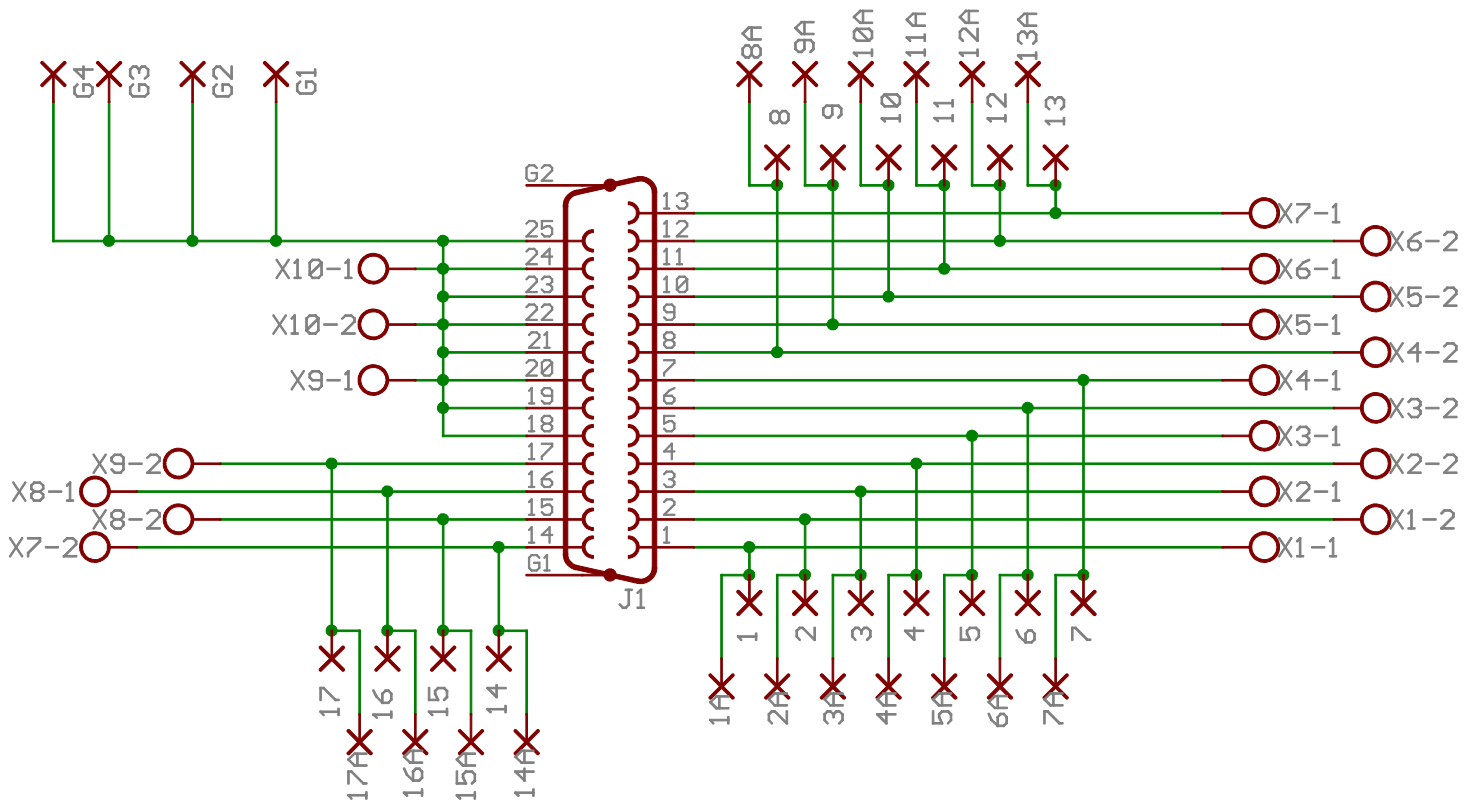 8A
9A
10A
11A
12A
13A
G4
G3
G2
G1
8
9
10
11
12
13
G2
13
X7-1
25
12
X6-2
X10-1
24
11
X6-1
23
10
X5-2
X10-2
22
9
X5-1
21
8
X4-2
X9-1
20
7
X4-1
19
6
X3-2
18
5
X3-1
X9-2
17
4
X2-2
X8-1
16
3
X2-1
X8-2
15
2
X1-2
X7-2
14
1
X1-1
G1
J1
1
2
3
4
5
6
7
17
16
15
14
1A
2A
3A
4A
5A
6A
7A
17A
16A
15A
14A